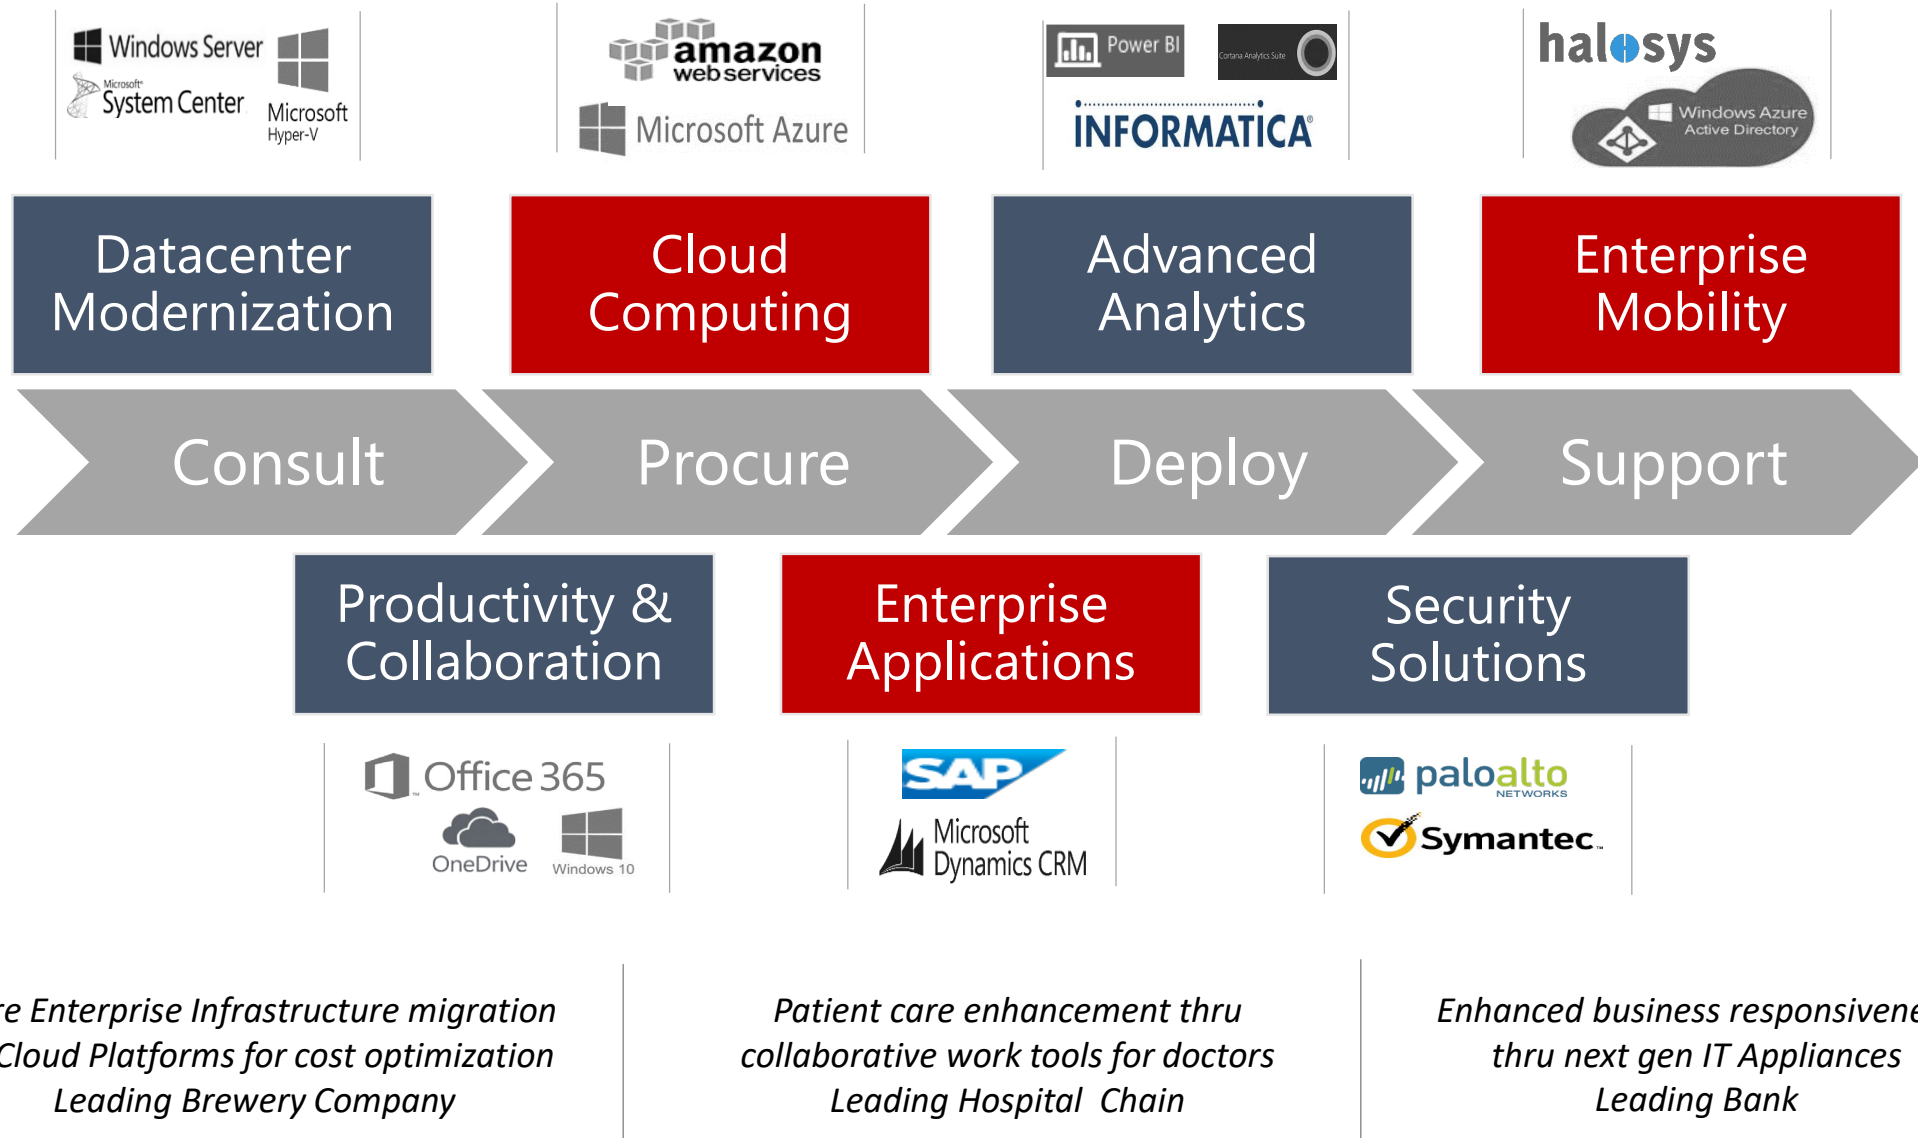 Windows Server
Microsoft
System Center
Microsoft
Hyper-V
amazon
web services
Microsoft Azure
Power BI
Cortana Analytics Suite
INFORMATICA®
halosys
Windows Azure
Active Directory
Datacenter
Modernization
Cloud
Computing
Advanced
Analytics
Enterprise
Mobility
Consult
Procure
Deploy
Support
Productivity &
Collaboration
Enterprise
Applications
Security
Solutions
Office 365
OneDrive
Windows 10
SAP
Microsoft
Dynamics CRM
paloalto
NETWORKS
Symantec™
Enterprise Infrastructure migration
Cloud Platforms for cost optimization
Leading Brewery Company
Patient care enhancement thru
collaborative work tools for doctors
Leading Hospital Chain
Enhanced business
thru next gen IT Appliances
Leading Bank